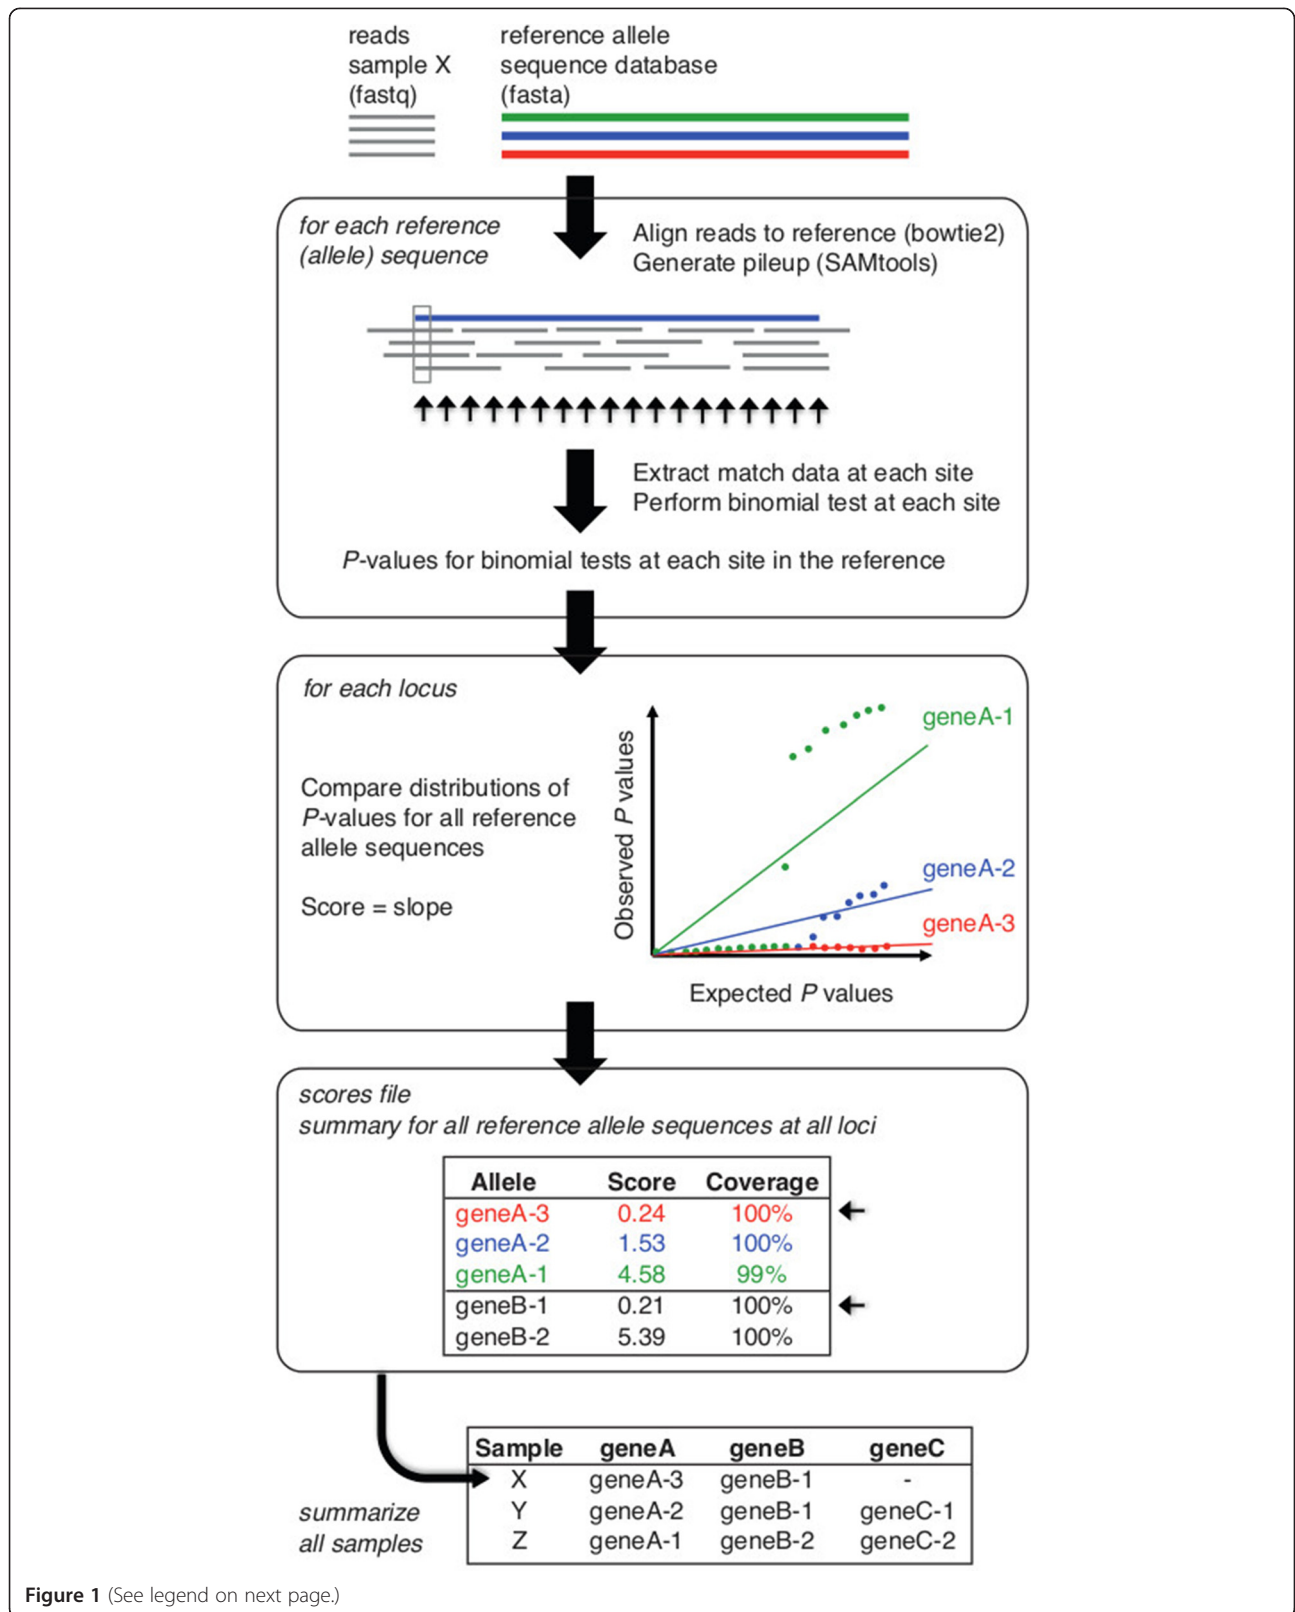 reads
sample X
(fastq)
reference allele
sequence database
(fasta)
for each reference
(allele) sequence
Align reads to reference (bowtie2)
Generate pileup (SAMtools)
Extract match data at each site
Perform binomial test at each site
P-values for binomial tests at each site in the reference
for each locus
Compare distributions of
P-values for all reference
allele sequences
Score = slope
Observed P values
geneA-1
geneA-2
geneA-3
Expected P values
scores file
summary for all reference allele sequences at all loci
Allele Score Coverage
geneA-3 0.24 100%
geneA-2 1.53 100%
geneA-1 4.58 99%
geneB-1 0.21 100%
geneB-2 5.39 100%
Sample geneA geneB geneC
X geneA-3 geneB-1 -
Y geneA-2 geneB-1 geneC-1
Z geneA-1 geneB-2 geneC-2
summarize
all samples
Figure 1 (See legend on next page.)